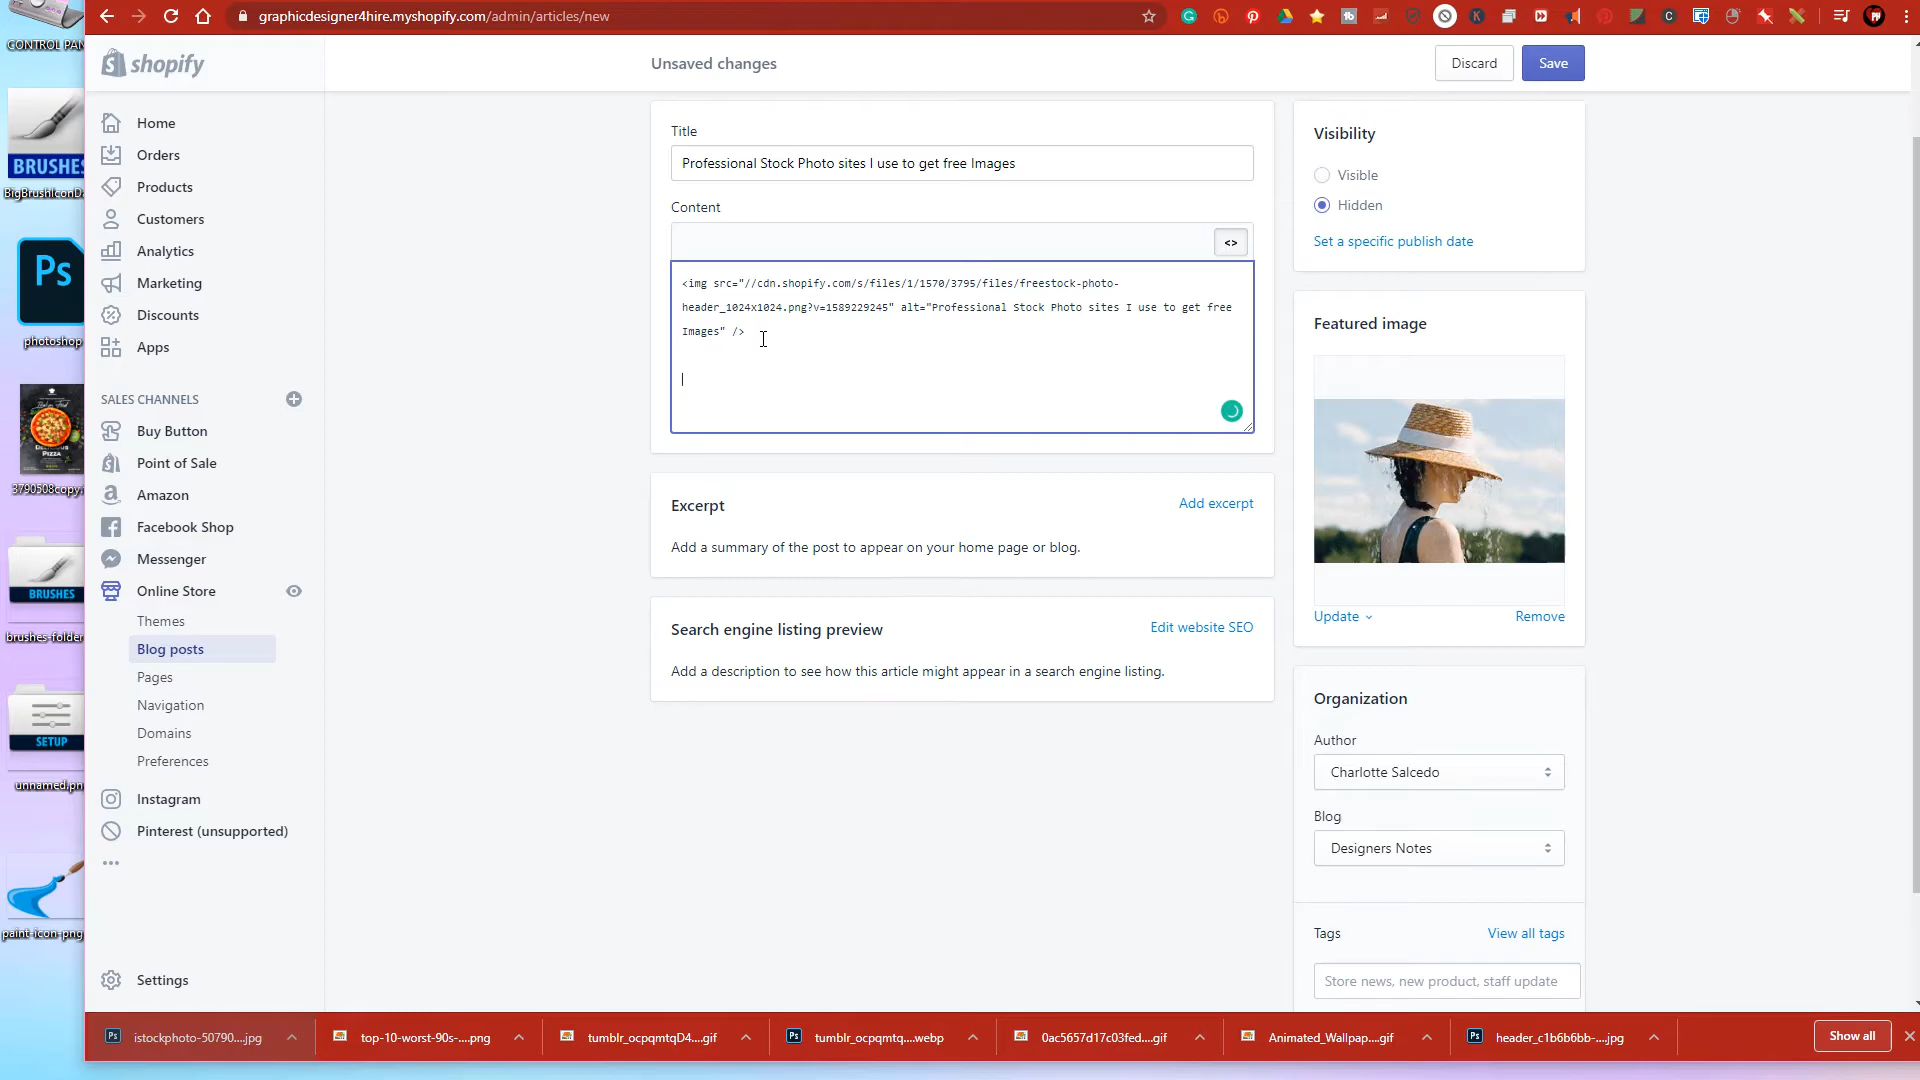 graphicdesigner4hire.myshopify.com/admin/articles/new
CONTROL PAN
BRUSHES
BigBrushIconD
Ps
photoshop
PIZZA
3790508copy.
BRUSHES
brushes-folder
SETUP
unnamed.pn
paint-icon-png
shopify
Unsaved changes
Discard
Save
Home
Orders
Products
Customers
Analytics
Marketing
Discounts
Apps
SALES CHANNELS
Buy Button
Point of Sale
Amazon
Facebook Shop
Messenger
Online Store
Themes
Blog posts
Pages
Navigation
Domains
Preferences
Instagram
Pinterest (unsupported)
Settings
Title
Professional Stock Photo sites I use to get free Images
Content
<>
<img src="//cdn.shopify.com/s/files/1/1570/3795/files/freestock-photo-
header_1024x1024.png?v=1589229245" alt="Professional Stock Photo sites I use to get free
Images" />
Excerpt
Add excerpt
Add a summary of the post to appear on your home page or blog.
Search engine listing preview
Edit website SEO
Add a description to see how this article might appear in a search engine listing.
Visibility
Visible
Hidden
Set a specific publish date
Featured image
Update
Remove
Organization
Author
Charlotte Salcedo
Blog
Designers Notes
Tags
View all tags
Store news, new product, staff update
istockphoto-50790....jpg
top-10-worst-90s-....png
tumblr_ocpqmtqD4....gif
tumblr_ocpqmtq....webp
0ac5657d17c03fed....gif
Animated_Wallpap....gif
header_c1b6b6bb-....jpg
Show all